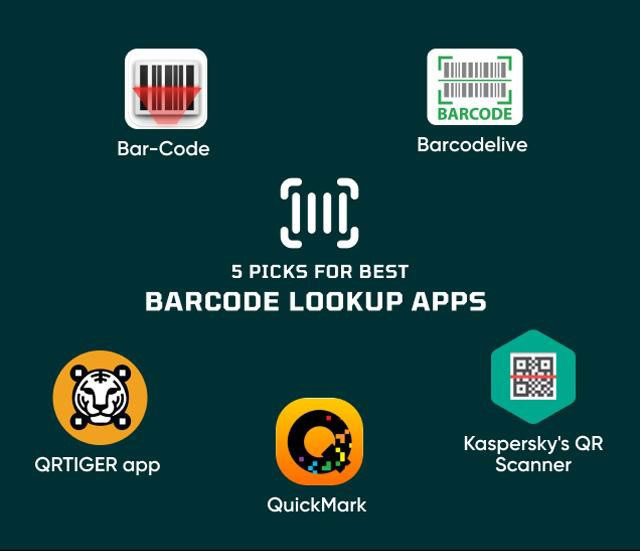 Bar-Code
BARCODE
Barcodelive
5 PICKS FOR BEST
BARCODE LOOKUP APPS
QRTIGER app
QuickMark
Kaspersky's QR
Scanner